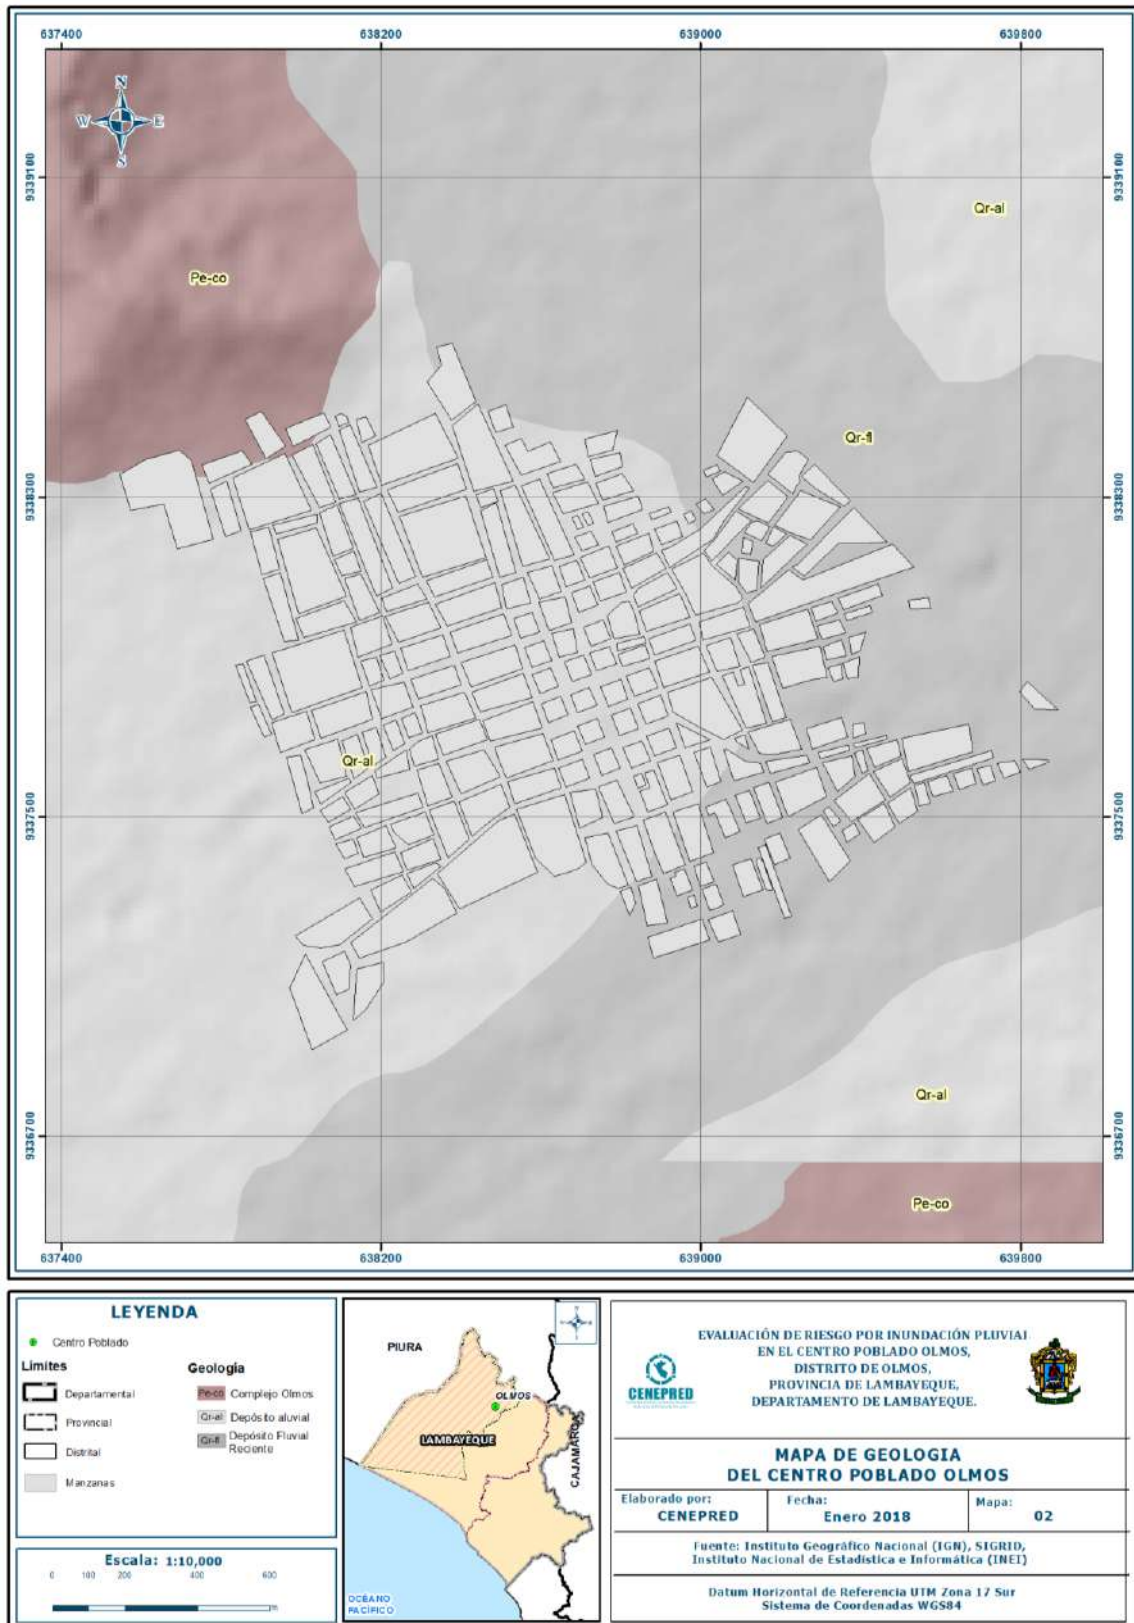 637400
638200
639000
639800
N
W
E
S
9339100
9339100
Qr-al
Pe-co
Qr-fl
9338300
9338300
Qr-al
9337500
9337500
Qr-al
9336700
9336700
Pe-co
637400
638200
639000
639800
LEYENDA
Centro Poblado
Límites
Departamental
Provincial
Distrital
Manzanas
Geología
Pe-co Complejo Olmos
Qr-al Depósito aluvial
Qr-fl Depósito Fluvial
Reciente
Escala: 1:10,000
0 100 200 400 600
m
PIURA
OLMOS
LAMBAYEQUE
CAJAMARCA
OCÉANO
PACÍFICO
EVALUACIÓN DE RIESGO POR INUNDACIÓN PLUVIAL
EN EL CENTRO POBLADO OLMOS,
DISTRITO DE OLMOS,
PROVINCIA DE LAMBAYEQUE,
DEPARTAMENTO DE LAMBAYEQUE.
CENEPRED
MAPA DE GEOLOGIA
DEL CENTRO POBLADO OLMOS
Elaborado por:
CENEPRED
Fecha:
Enero 2018
Mapa:
02
Fuente: Instituto Geográfico Nacional (IGN), SIGRID,
Instituto Nacional de Estadística e Informática (INEI)
Datum Horizontal de Referencia UTM Zona 17 Sur
Sistema de Coordenadas WGS84